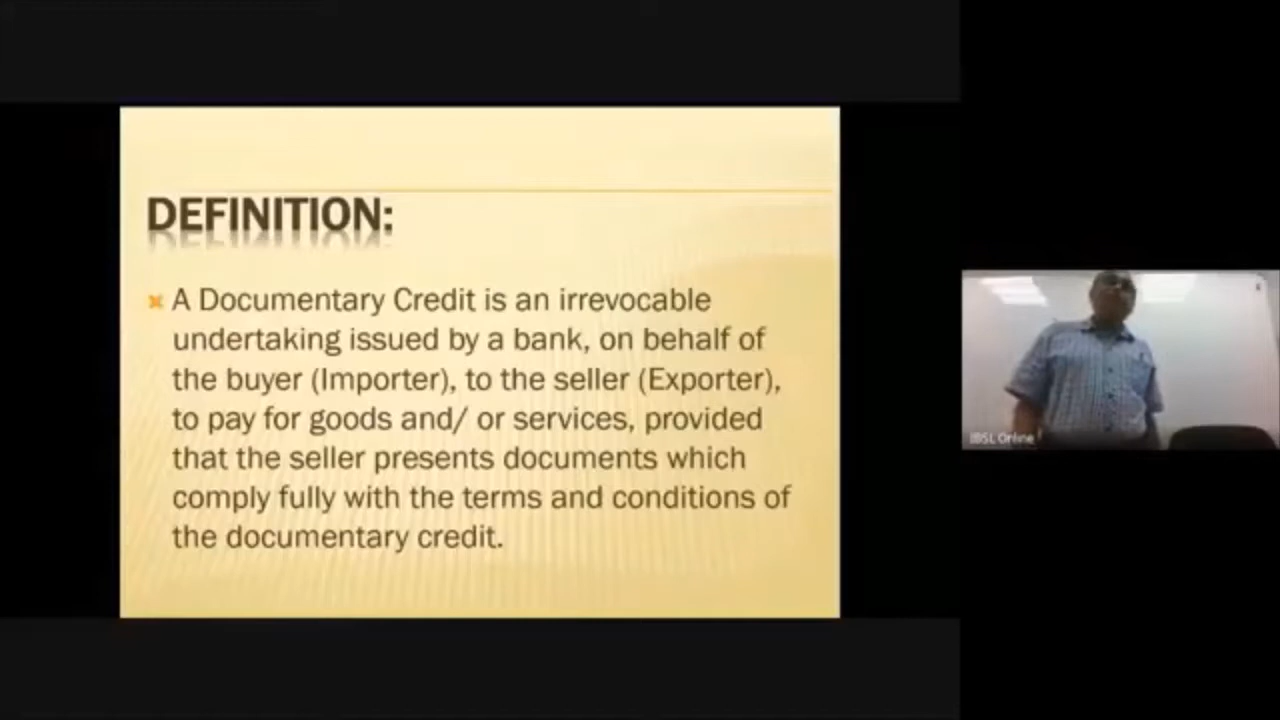 DEFINITION:
A Documentary Credit is an irrevocable
undertaking issued by a bank, on behalf of
the buyer (Importer), to the seller (Exporter),
to pay for goods and/ or services, provided
that the seller presents documents which
comply fully with the terms and conditions of
the documentary credit.
IBSL Online